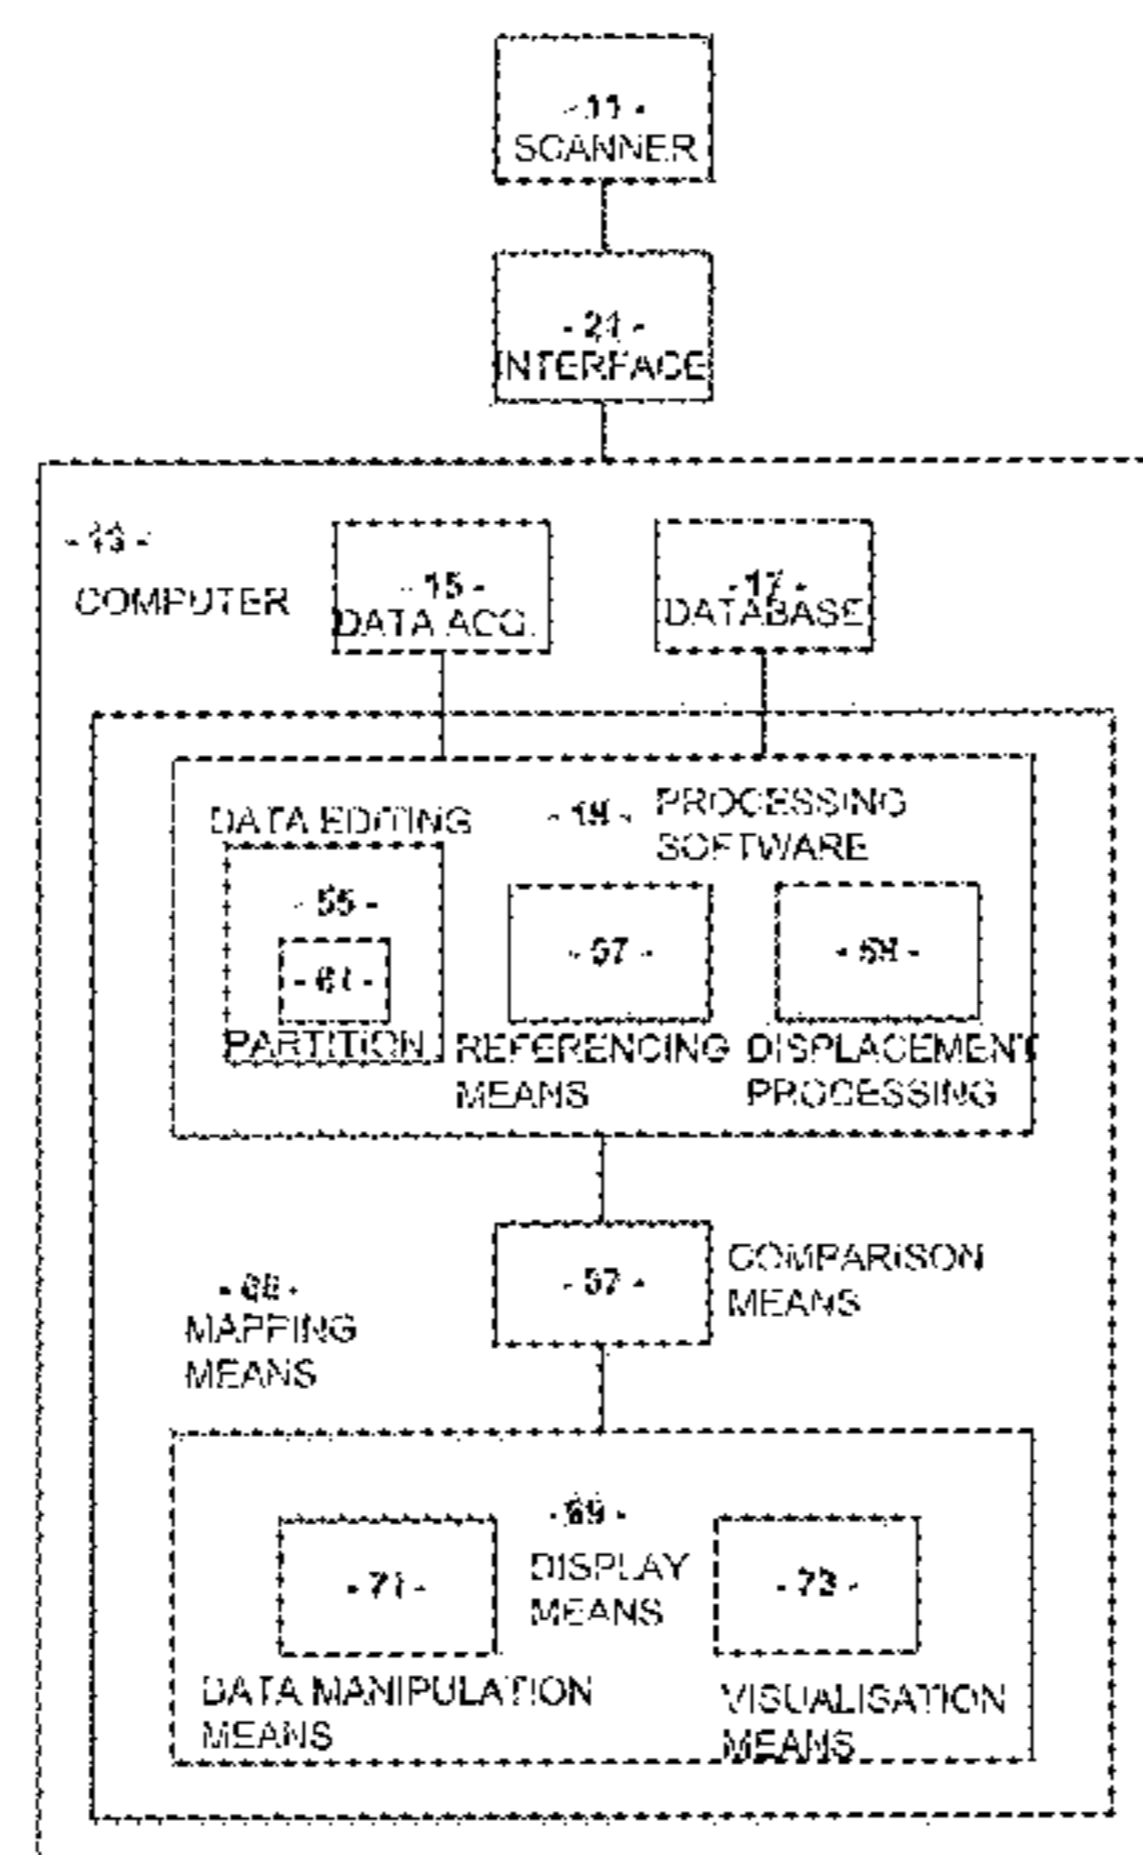 - 11 -
SCANNER
- 21 -
INTERFACE
- 13 -
COMPUTER
- 15 -
DATA ACQ.
- 17 -
DATABASE
DATA EDITING
- 19 -
PROCESSING
SOFTWARE
- 55 -
- 57 -
- 61 -
PARTITION
REFERENCING
MEANS
DISPLACEMENT
PROCESSING
- 57 -
COMPARISON
MEANS
MAPPING
MEANS
- 69 -
DISPLAY
MEANS
- 71 -
- 73 -
DATA MANIPULATION
MEANS
VISUALISATION
MEANS